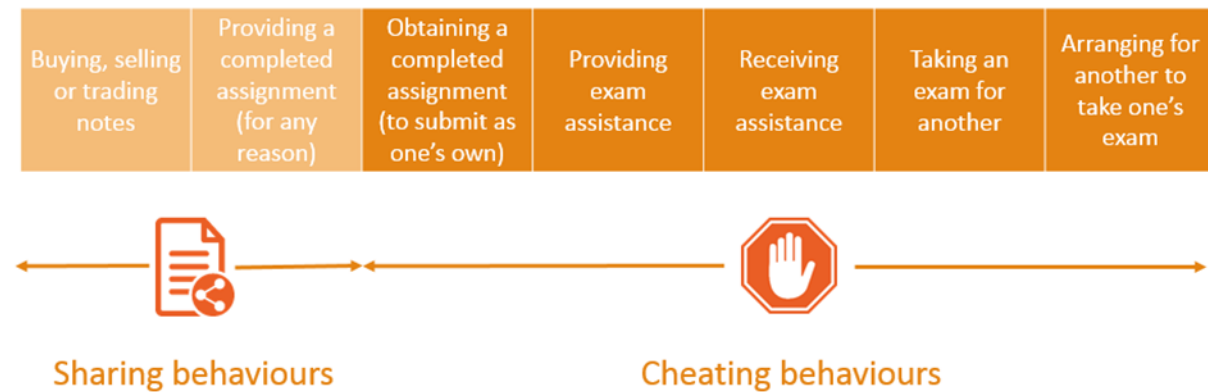 Buying, selling
or trading
notes
Providing a
completed
assignment
(for any
reason)
Obtaining a
completed
assignment
(to submit as
one's own)
Providing
exam
assistance
Receiving
exam
assistance
Taking an
exam for
another
Arranging for
another to
take one's
exam
Sharing behaviours
Cheating behaviours